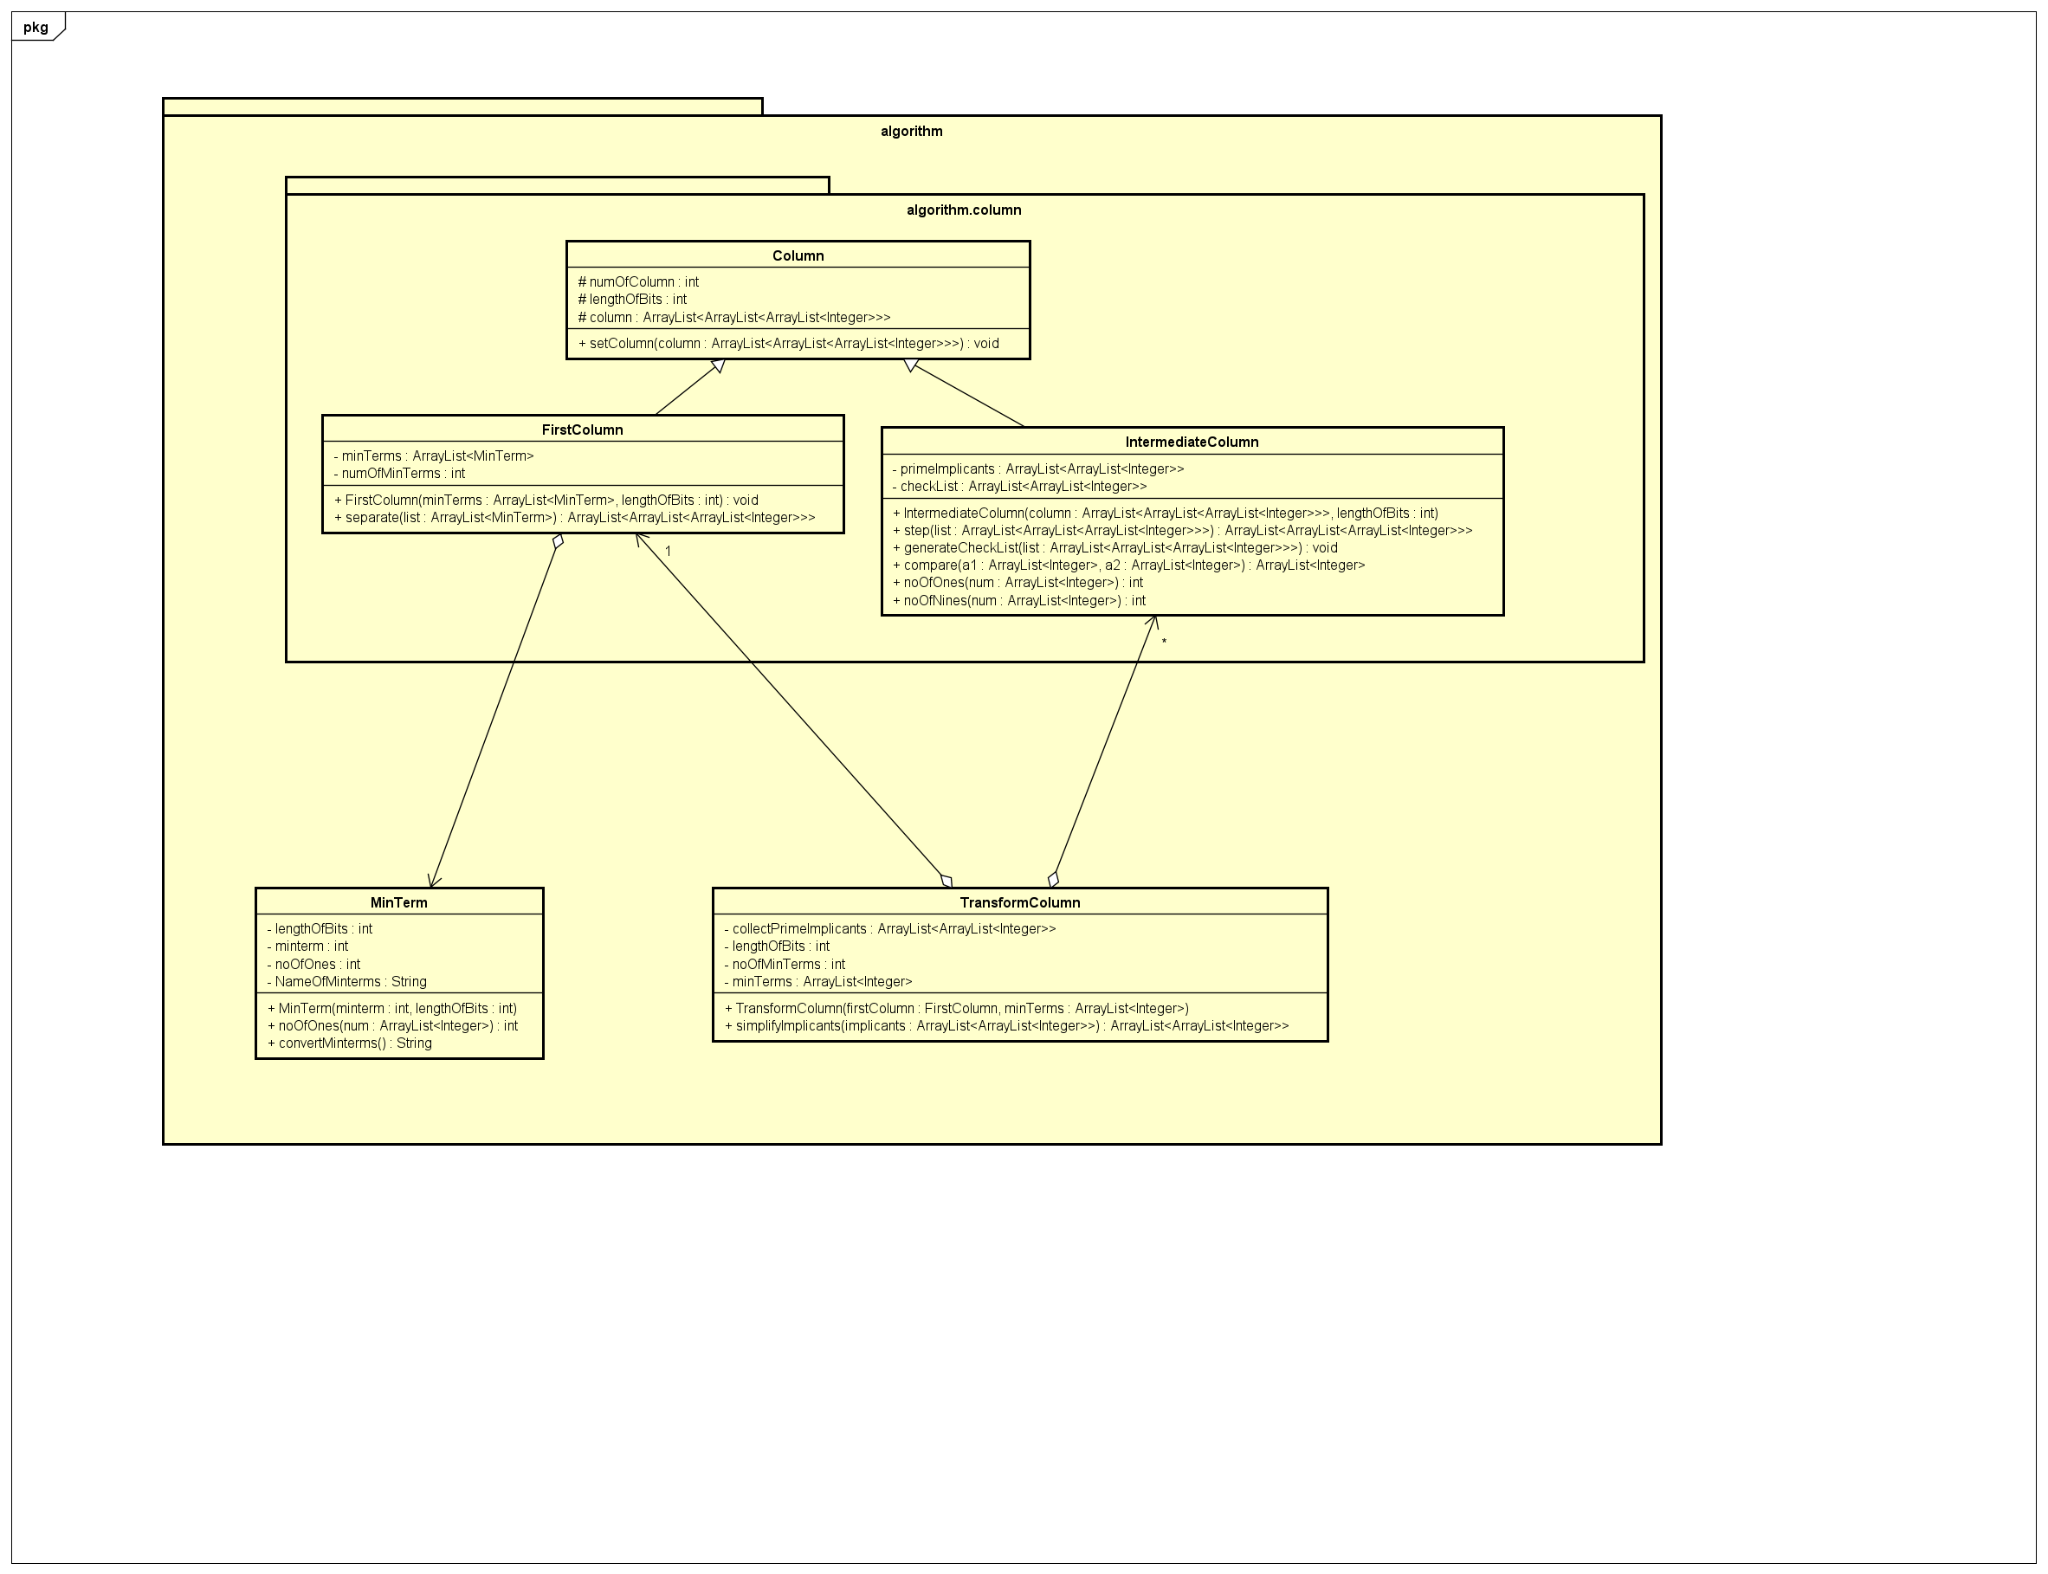 pkg
algorithm
algorithm.column
Column
# numOfColumn : int
# lengthOfBits : int
# column : ArrayList<ArrayList<ArrayList<Integer>>>
+ setColumn(column : ArrayList<ArrayList<ArrayList<Integer>>>) : void
FirstColumn
- minTerms : ArrayList<MinTerm>
- numOfMinTerms : int
+ FirstColumn(minTerms : ArrayList<MinTerm>, lengthOfBits : int) : void
+ separate(list : ArrayList<MinTerm>) : ArrayList<ArrayList<ArrayList<Integer>>>
IntermediateColumn
- primeImplicants : ArrayList<ArrayList<Integer>>
- checkList : ArrayList<ArrayList<Integer>>
+ IntermediateColumn(column : ArrayList<ArrayList<ArrayList<Integer>>>, lengthOfBits : int)
+ step(list : ArrayList<ArrayList<ArrayList<Integer>>>) : ArrayList<ArrayList<ArrayList<Integer>>>
+ generateCheckList(list : ArrayList<ArrayList<ArrayList<Integer>>>) : void
+ compare(a1 : ArrayList<Integer>, a2 : ArrayList<Integer>) : ArrayList<Integer>
+ noOfOnes(num : ArrayList<Integer>) : int
+ noOfNines(num : ArrayList<Integer>) : int
1
*
MinTerm
- lengthOfBits : int
- minterm : int
- noOfOnes : int
- NameOfMinterms : String
+ MinTerm(minterm : int, lengthOfBits : int)
+ noOfOnes(num : ArrayList<Integer>) : int
+ convertMinterms() : String
TransformColumn
- collectPrimeImplicants : ArrayList<ArrayList<Integer>>
- lengthOfBits : int
- noOfMinTerms : int
- minTerms : ArrayList<Integer>
+ TransformColumn(firstColumn : FirstColumn, minTerms : ArrayList<Integer>)
+ simplifyImplicants(implicants : ArrayList<ArrayList<Integer>>) : ArrayList<ArrayList<Integer>>